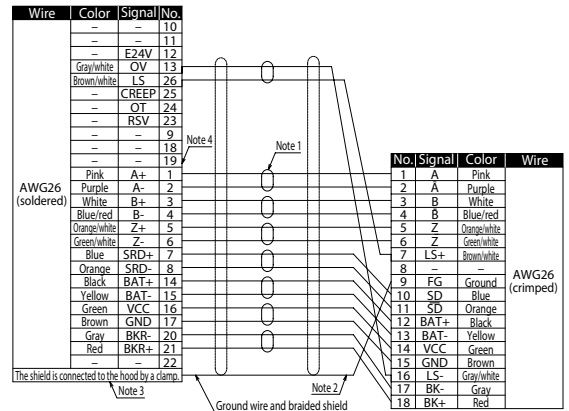 Wire Color Signal No.
– – 10
– – 11
– E24V 12
Gray/white OV 13
Brown/white LS 26
– CREEP 25
– OT 24
– RSV 23
– – 9
– – 18
– – 19
Pink A+ 1
Purple A- 2
White B+ 3
Blue/red B- 4
Orange/white Z+ 5
Green/white Z- 6
Blue SRD+ 7
Orange SRD- 8
Black BAT+ 14
Yellow BAT- 15
Green VCC 16
Brown GND 17
Gray BKR- 20
Red BKR+ 21
– – 22
AWG26
(soldered)
The shield is connected to the hood by a clamp.
Note 4
Note 1
Note 3
Note 2
Ground wire and braided shield
No. Signal Color Wire
1 A Pink
2 A̅ Purple
3 B White
4 B̅ Blue/red
5 Z Orange/white
6 Z̅ Green/white
7 LS+ Brown/white
8 – –
9 FG Ground
10 SD Blue
11 S̅D̅ Orange
12 BAT+ Black
13 BAT- Yellow
14 VCC Green
15 GND Brown
16 LS- Gray/white
17 BK- Gray
18 BK+ Red
AWG26
(crimped)